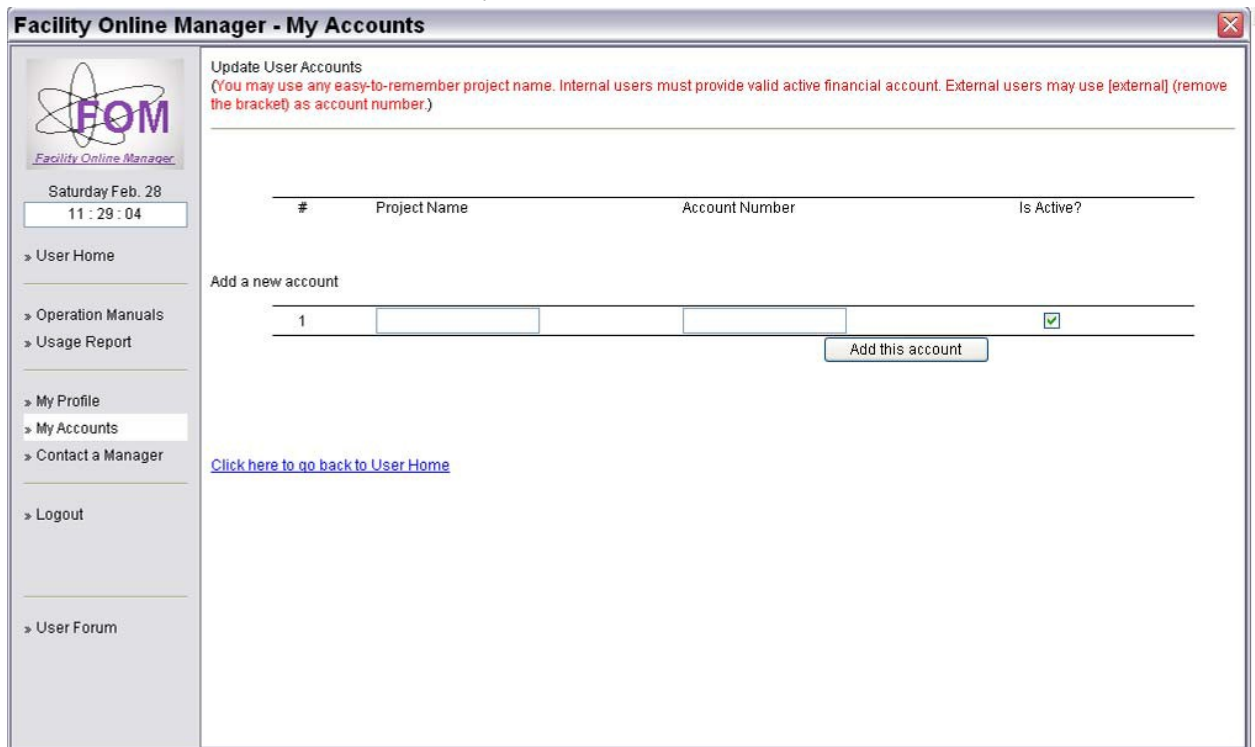 Facility Online Manager - My Accounts
FOM
Facility Online Manager
Saturday Feb. 28
11 : 29 : 04
» User Home
» Operation Manuals
» Usage Report
» My Profile
» My Accounts
» Contact a Manager
» Logout
» User Forum
Update User Accounts
(You may use any easy-to-remember project name. Internal users must provide valid active financial account. External users may use [external] (remove
the bracket) as account number.)
# Project Name Account Number Is Active?
Add a new account
1
Add this account
Click here to go back to User Home